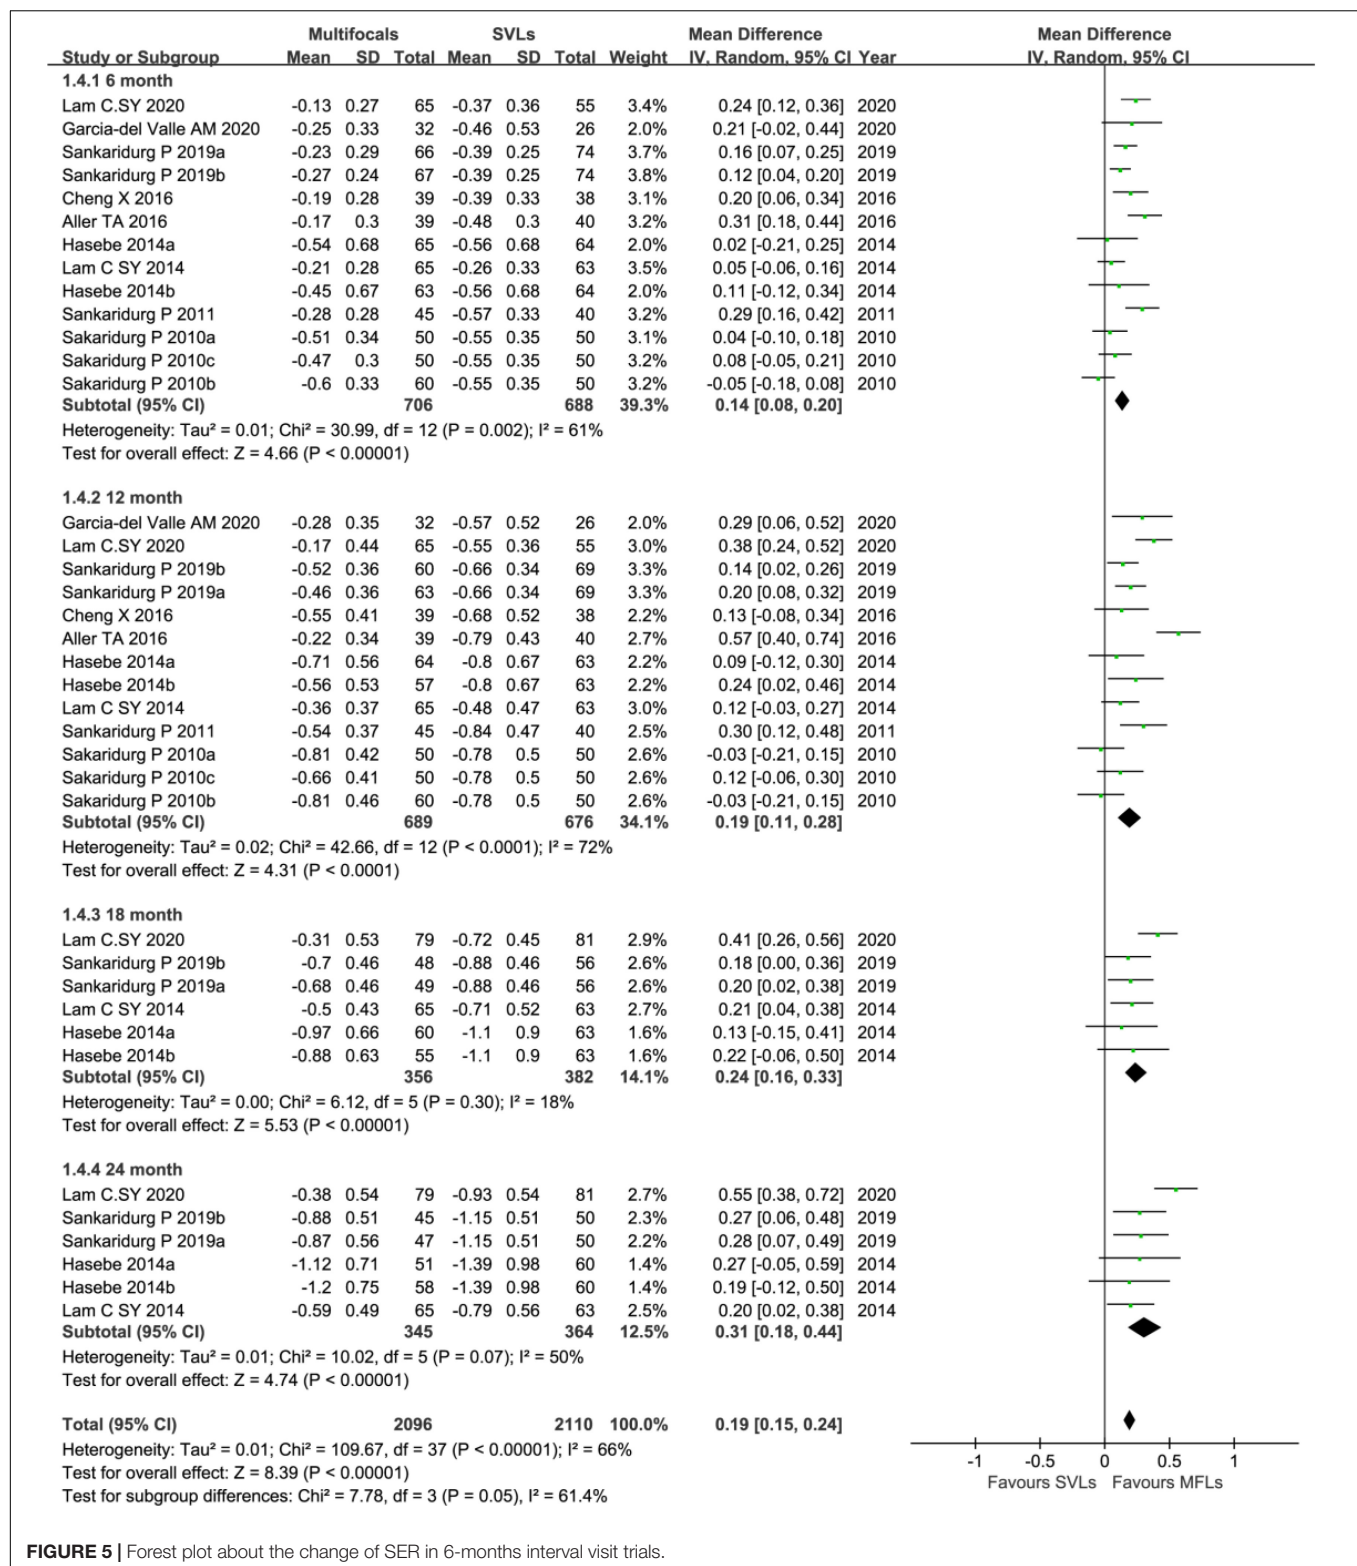 Multifocals SVLs Mean Difference Mean Difference
Study or Subgroup Mean SD Total Mean SD Total Weight IV, Random, 95% CI Year IV, Random, 95% CI
1.4.1 6 month
Lam C.SY 2020 -0.13 0.27 65 -0.37 0.36 55 3.4% 0.24 [0.12, 0.36] 2020
Garcia-del Valle AM 2020 -0.25 0.33 32 -0.46 0.53 26 2.0% 0.21 [-0.02, 0.44] 2020
Sankaridurg P 2019a -0.23 0.29 66 -0.39 0.25 74 3.7% 0.16 [0.07, 0.25] 2019
Sankaridurg P 2019b -0.27 0.24 67 -0.39 0.25 74 3.8% 0.12 [0.04, 0.20] 2019
Cheng X 2016 -0.19 0.28 39 -0.39 0.33 38 3.1% 0.20 [0.06, 0.34] 2016
Aller TA 2016 -0.17 0.3 39 -0.48 0.3 40 3.2% 0.31 [0.18, 0.44] 2016
Hasebe 2014a -0.54 0.68 65 -0.56 0.68 64 2.0% 0.02 [-0.21, 0.25] 2014
Lam C SY 2014 -0.21 0.28 65 -0.26 0.33 63 3.5% 0.05 [-0.06, 0.16] 2014
Hasebe 2014b -0.45 0.67 63 -0.56 0.68 64 2.0% 0.11 [-0.12, 0.34] 2014
Sankaridurg P 2011 -0.28 0.28 45 -0.57 0.33 40 3.2% 0.29 [0.16, 0.42] 2011
Sakaridurg P 2010a -0.51 0.34 50 -0.55 0.35 50 3.1% 0.04 [-0.10, 0.18] 2010
Sakaridurg P 2010c -0.47 0.3 50 -0.55 0.35 50 3.2% 0.08 [-0.05, 0.21] 2010
Sakaridurg P 2010b -0.6 0.33 60 -0.55 0.35 50 3.2% -0.05 [-0.18, 0.08] 2010
Subtotal (95% CI) 706 688 39.3% 0.14 [0.08, 0.20]
Heterogeneity: Tau² = 0.01; Chi² = 30.99, df = 12 (P = 0.002); I² = 61%
Test for overall effect: Z = 4.66 (P < 0.00001)
1.4.2 12 month
Garcia-del Valle AM 2020 -0.28 0.35 32 -0.57 0.52 26 2.0% 0.29 [0.06, 0.52] 2020
Lam C.SY 2020 -0.17 0.44 65 -0.55 0.36 55 3.0% 0.38 [0.24, 0.52] 2020
Sankaridurg P 2019b -0.52 0.36 60 -0.66 0.34 69 3.3% 0.14 [0.02, 0.26] 2019
Sankaridurg P 2019a -0.46 0.36 63 -0.66 0.34 69 3.3% 0.20 [0.08, 0.32] 2019
Cheng X 2016 -0.55 0.41 39 -0.68 0.52 38 2.2% 0.13 [-0.08, 0.34] 2016
Aller TA 2016 -0.22 0.34 39 -0.79 0.43 40 2.7% 0.57 [0.40, 0.74] 2016
Hasebe 2014a -0.71 0.56 64 -0.8 0.67 63 2.2% 0.09 [-0.12, 0.30] 2014
Hasebe 2014b -0.56 0.53 57 -0.8 0.67 63 2.2% 0.24 [0.02, 0.46] 2014
Lam C SY 2014 -0.36 0.37 65 -0.48 0.47 63 3.0% 0.12 [-0.03, 0.27] 2014
Sankaridurg P 2011 -0.54 0.37 45 -0.84 0.47 40 2.5% 0.30 [0.12, 0.48] 2011
Sakaridurg P 2010a -0.81 0.42 50 -0.78 0.5 50 2.6% -0.03 [-0.21, 0.15] 2010
Sakaridurg P 2010c -0.66 0.41 50 -0.78 0.5 50 2.6% 0.12 [-0.06, 0.30] 2010
Sakaridurg P 2010b -0.81 0.46 60 -0.78 0.5 50 2.6% -0.03 [-0.21, 0.15] 2010
Subtotal (95% CI) 689 676 34.1% 0.19 [0.11, 0.28]
Heterogeneity: Tau² = 0.02; Chi² = 42.66, df = 12 (P < 0.0001); I² = 72%
Test for overall effect: Z = 4.31 (P < 0.0001)
1.4.3 18 month
Lam C.SY 2020 -0.31 0.53 79 -0.72 0.45 81 2.9% 0.41 [0.26, 0.56] 2020
Sankaridurg P 2019b -0.7 0.46 48 -0.88 0.46 56 2.6% 0.18 [0.00, 0.36] 2019
Sankaridurg P 2019a -0.68 0.46 49 -0.88 0.46 56 2.6% 0.20 [0.02, 0.38] 2019
Lam C SY 2014 -0.5 0.43 65 -0.71 0.52 63 2.7% 0.21 [0.04, 0.38] 2014
Hasebe 2014a -0.97 0.66 60 -1.1 0.9 63 1.6% 0.13 [-0.15, 0.41] 2014
Hasebe 2014b -0.88 0.63 55 -1.1 0.9 63 1.6% 0.22 [-0.06, 0.50] 2014
Subtotal (95% CI) 356 382 14.1% 0.24 [0.16, 0.33]
Heterogeneity: Tau² = 0.00; Chi² = 6.12, df = 5 (P = 0.30); I² = 18%
Test for overall effect: Z = 5.53 (P < 0.00001)
1.4.4 24 month
Lam C.SY 2020 -0.38 0.54 79 -0.93 0.54 81 2.7% 0.55 [0.38, 0.72] 2020
Sankaridurg P 2019b -0.88 0.51 45 -1.15 0.51 50 2.3% 0.27 [0.06, 0.48] 2019
Sankaridurg P 2019a -0.87 0.56 47 -1.15 0.51 50 2.2% 0.28 [0.07, 0.49] 2019
Hasebe 2014a -1.12 0.71 51 -1.39 0.98 60 1.4% 0.27 [-0.05, 0.59] 2014
Hasebe 2014b -1.2 0.75 58 -1.39 0.98 60 1.4% 0.19 [-0.12, 0.50] 2014
Lam C SY 2014 -0.59 0.49 65 -0.79 0.56 63 2.5% 0.20 [0.02, 0.38] 2014
Subtotal (95% CI) 345 364 12.5% 0.31 [0.18, 0.44]
Heterogeneity: Tau² = 0.01; Chi² = 10.02, df = 5 (P = 0.07); I² = 50%
Test for overall effect: Z = 4.74 (P < 0.00001)
Total (95% CI) 2096 2110 100.0% 0.19 [0.15, 0.24]
Heterogeneity: Tau² = 0.01; Chi² = 109.67, df = 37 (P < 0.00001); I² = 66%
Test for overall effect: Z = 8.39 (P < 0.00001)
Test for subgroup differences: Chi² = 7.78, df = 3 (P = 0.05), I² = 61.4%
-1 -0.5 0 0.5 1
Favours SVLs Favours MFLs
FIGURE 5 | Forest plot about the change of SER in 6-months interval visit trials.